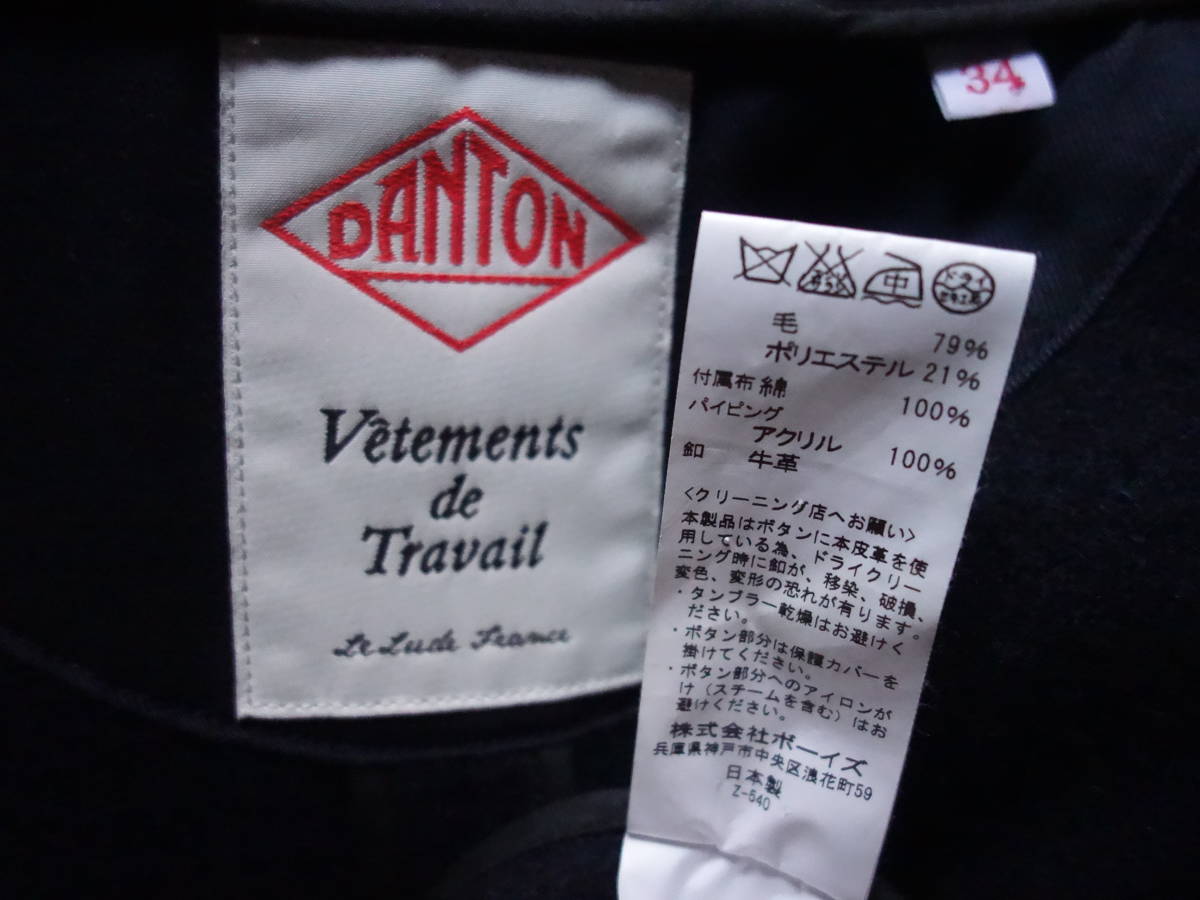 DANTON
Vêtements
de
Travail
Le Lude France
34
中
ドライ
毛 79%
ポリエステル 21%
付属布 綿 100%
パイピング
アクリル 100%
釦 牛革
<クリーニング店へお願い>
本製品はボタンに本皮革を使
用している為、ドライクリー
ニング時に釦が、移染、破損、
変色、変形の恐れが有ります。
・タンブラー乾燥はお避けく
ださい。
・ボタン部分は保護カバーを
掛けてください。
・ボタン部分へのアイロンが
け(スチームを含む)はお
避けください。
株式会社ボーイズ
兵庫県神戸市中央区浪花町59
日本製
Z-540